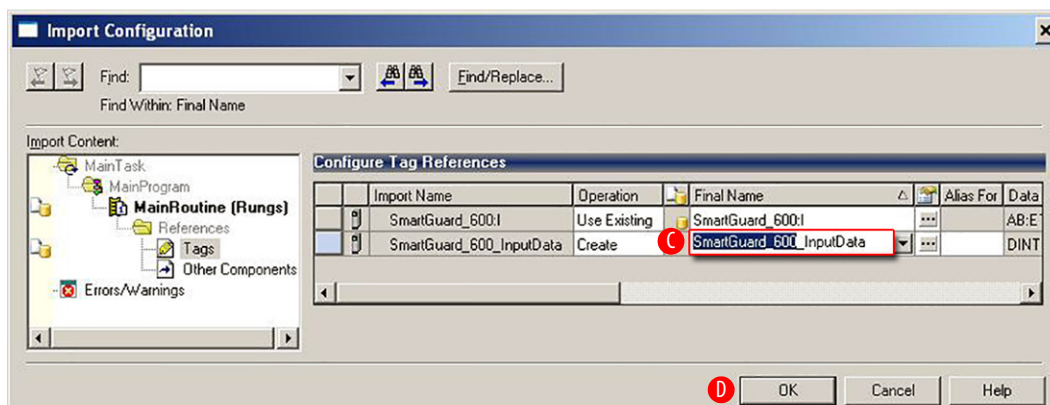 Import Configuration
Find:
Find/Replace...
Find Within: Final Name
Import Content:
MainTask
MainProgram
MainRoutine (Rungs)
References
Tags
Other Components
Errors/Warnings
Configure Tag References
Import Name Operation Final Name Alias For Data
SmartGuard_600:I Use Existing SmartGuard_600:I ... AB:E
SmartGuard_600_InputData Create C SmartGuard_600_InputData ... DINT
D OK Cancel Help